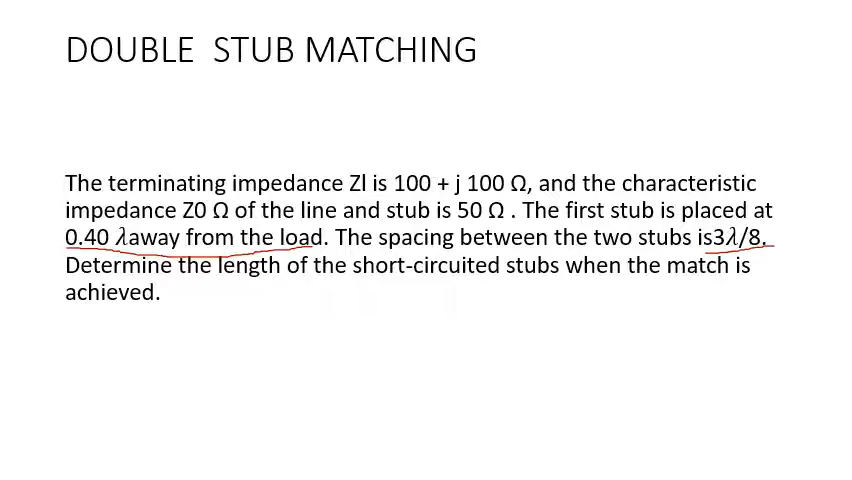 DOUBLE STUB MATCHING
The terminating impedance Zl is 100 + j 100 Ω, and the characteristic
impedance Z0 Ω of the line and stub is 50 Ω . The first stub is placed at
0.40 𝜆away from the load. The spacing between the two stubs is3𝜆/8.
Determine the length of the short-circuited stubs when the match is
achieved.